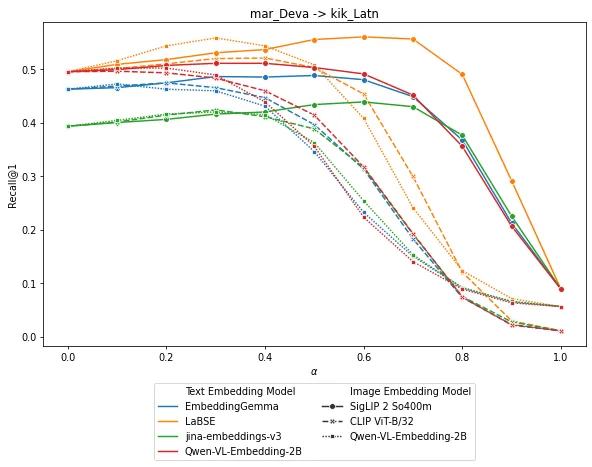 mar_Deva -> kik_Latn
Recall@1
0.5
0.4
0.3
0.2
0.1
0.0
0.0 0.2 0.4 0.6 0.8 1.0
α
Text Embedding Model
EmbeddingGemma
LaBSE
jina-embeddings-v3
Qwen-VL-Embedding-2B
Image Embedding Model
SigLIP 2 So400m
CLIP ViT-B/32
Qwen-VL-Embedding-2B